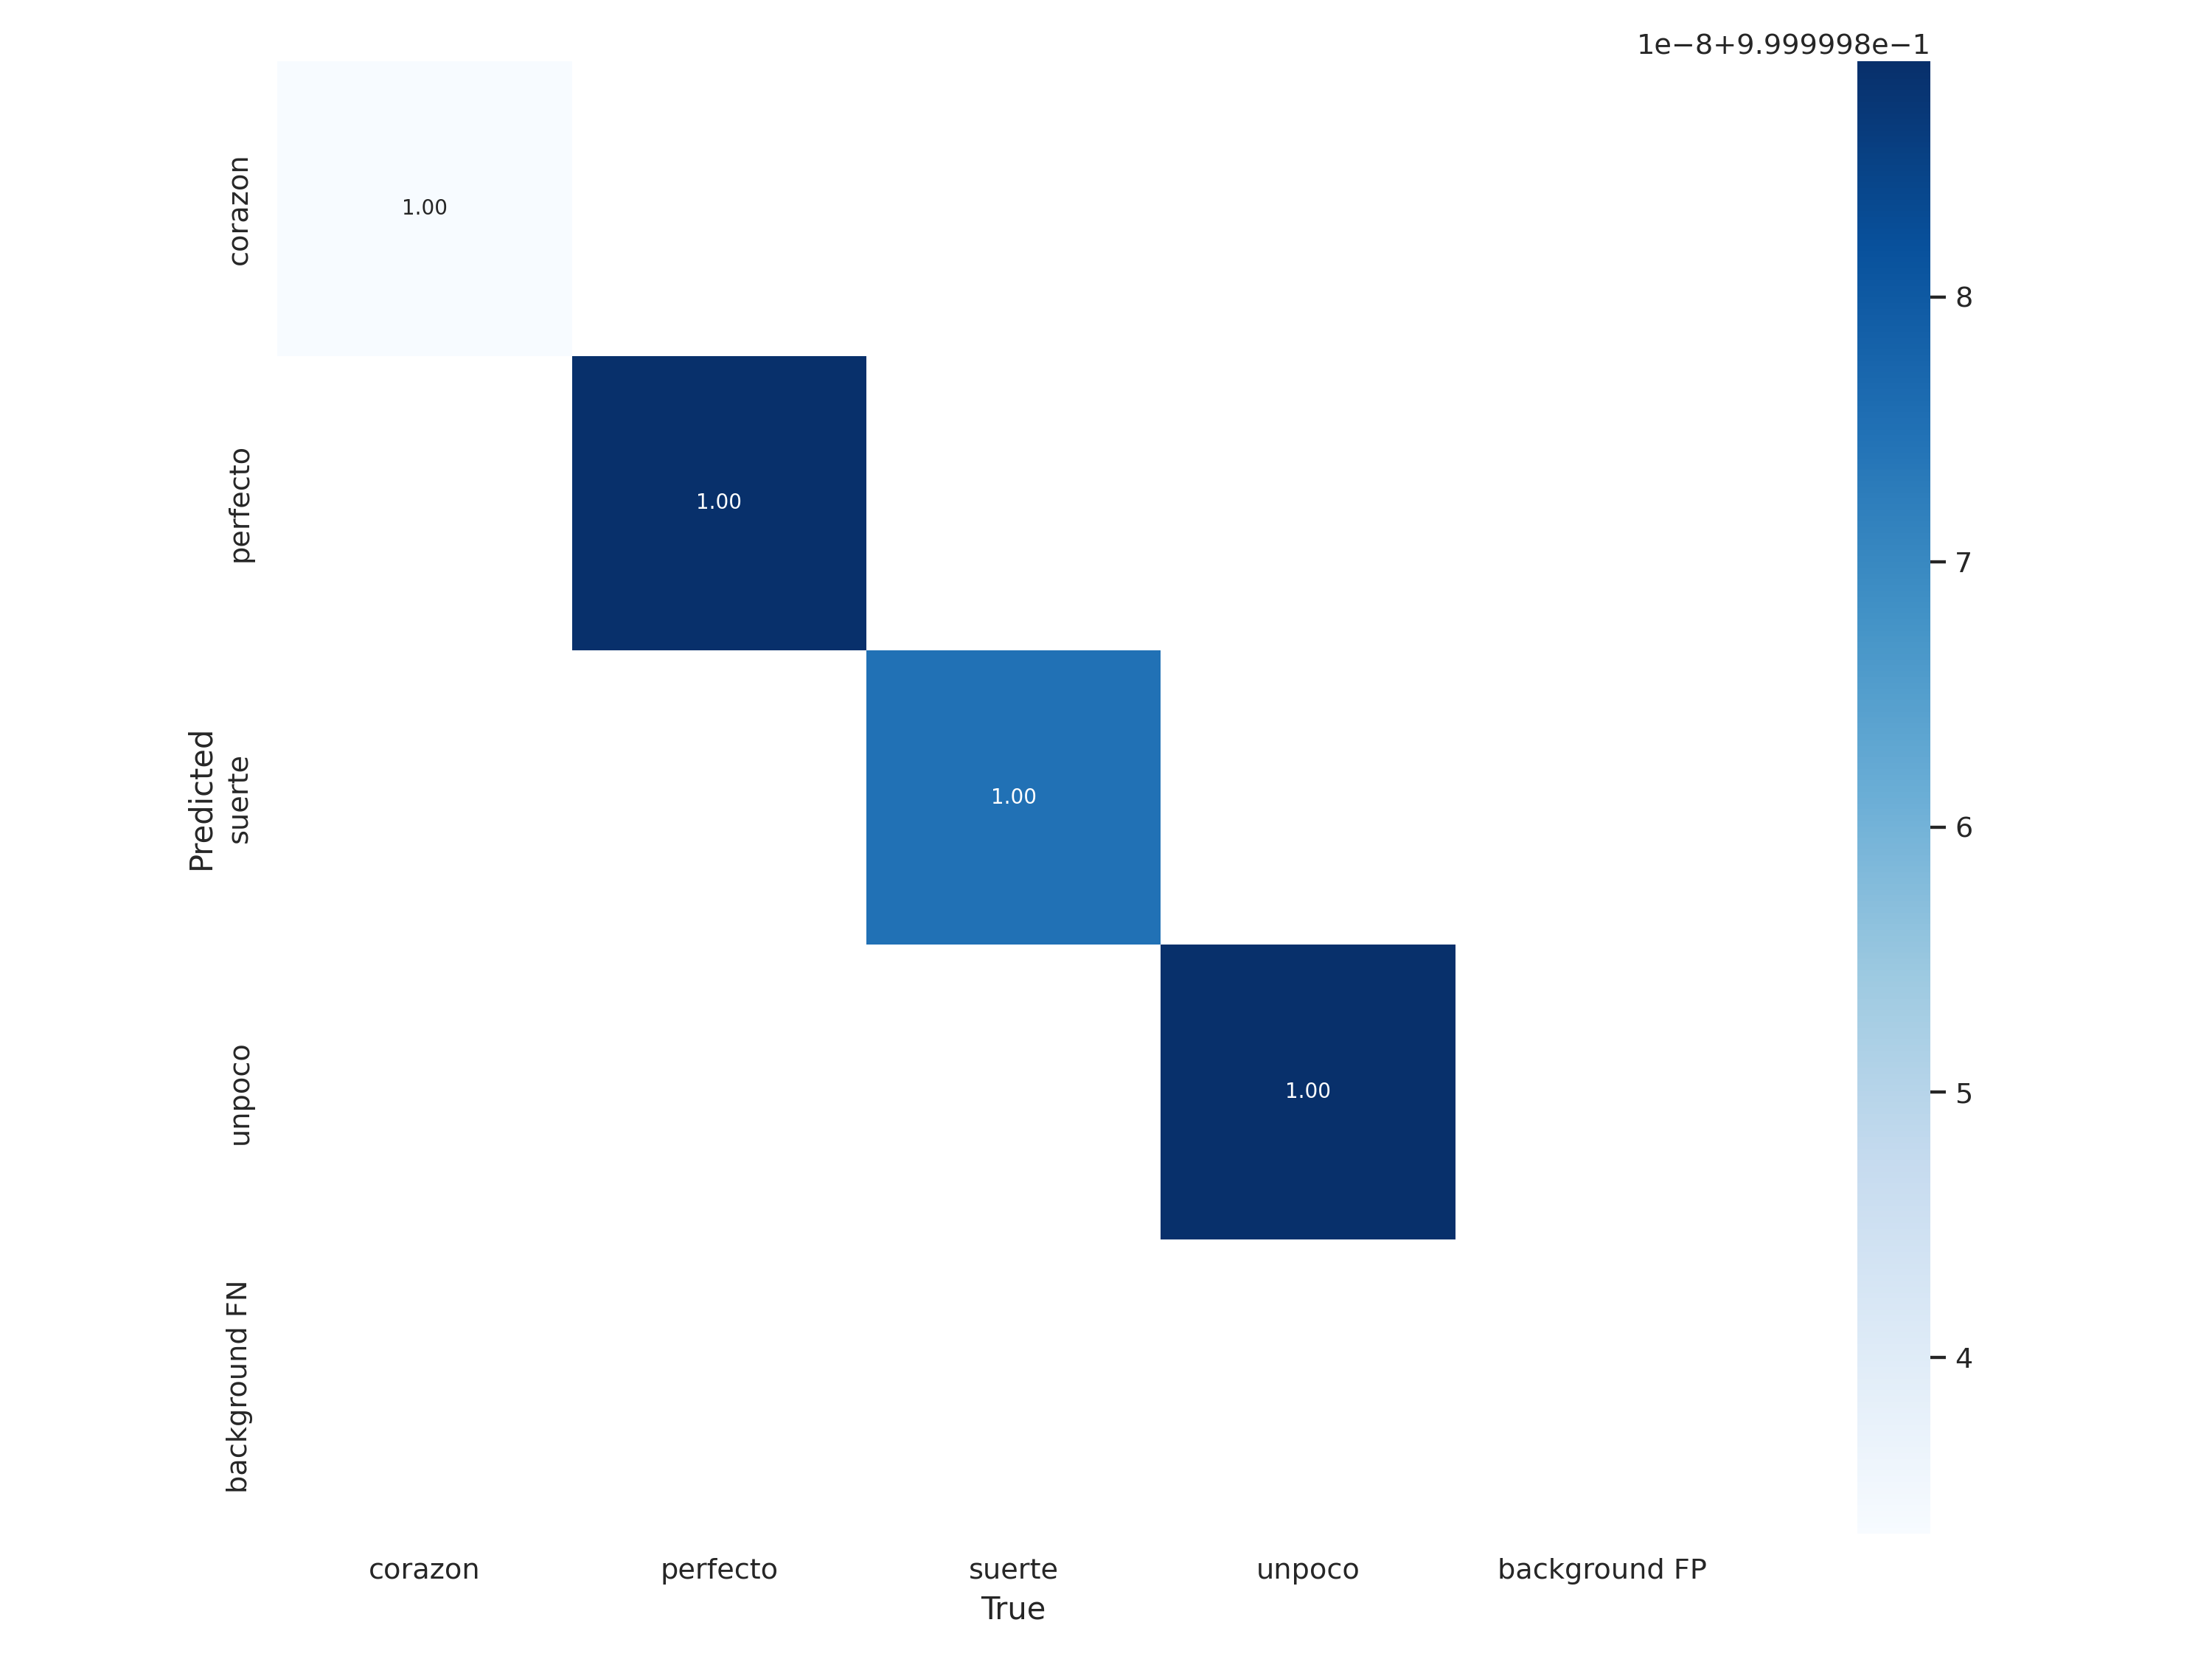 1e−8+9.999998e−1
corazon
1.00
8
perfecto
1.00
7
Predicted
suerte
1.00
6
unpoco
1.00
5
background FN
4
corazon
perfecto
suerte
unpoco
background FP
True